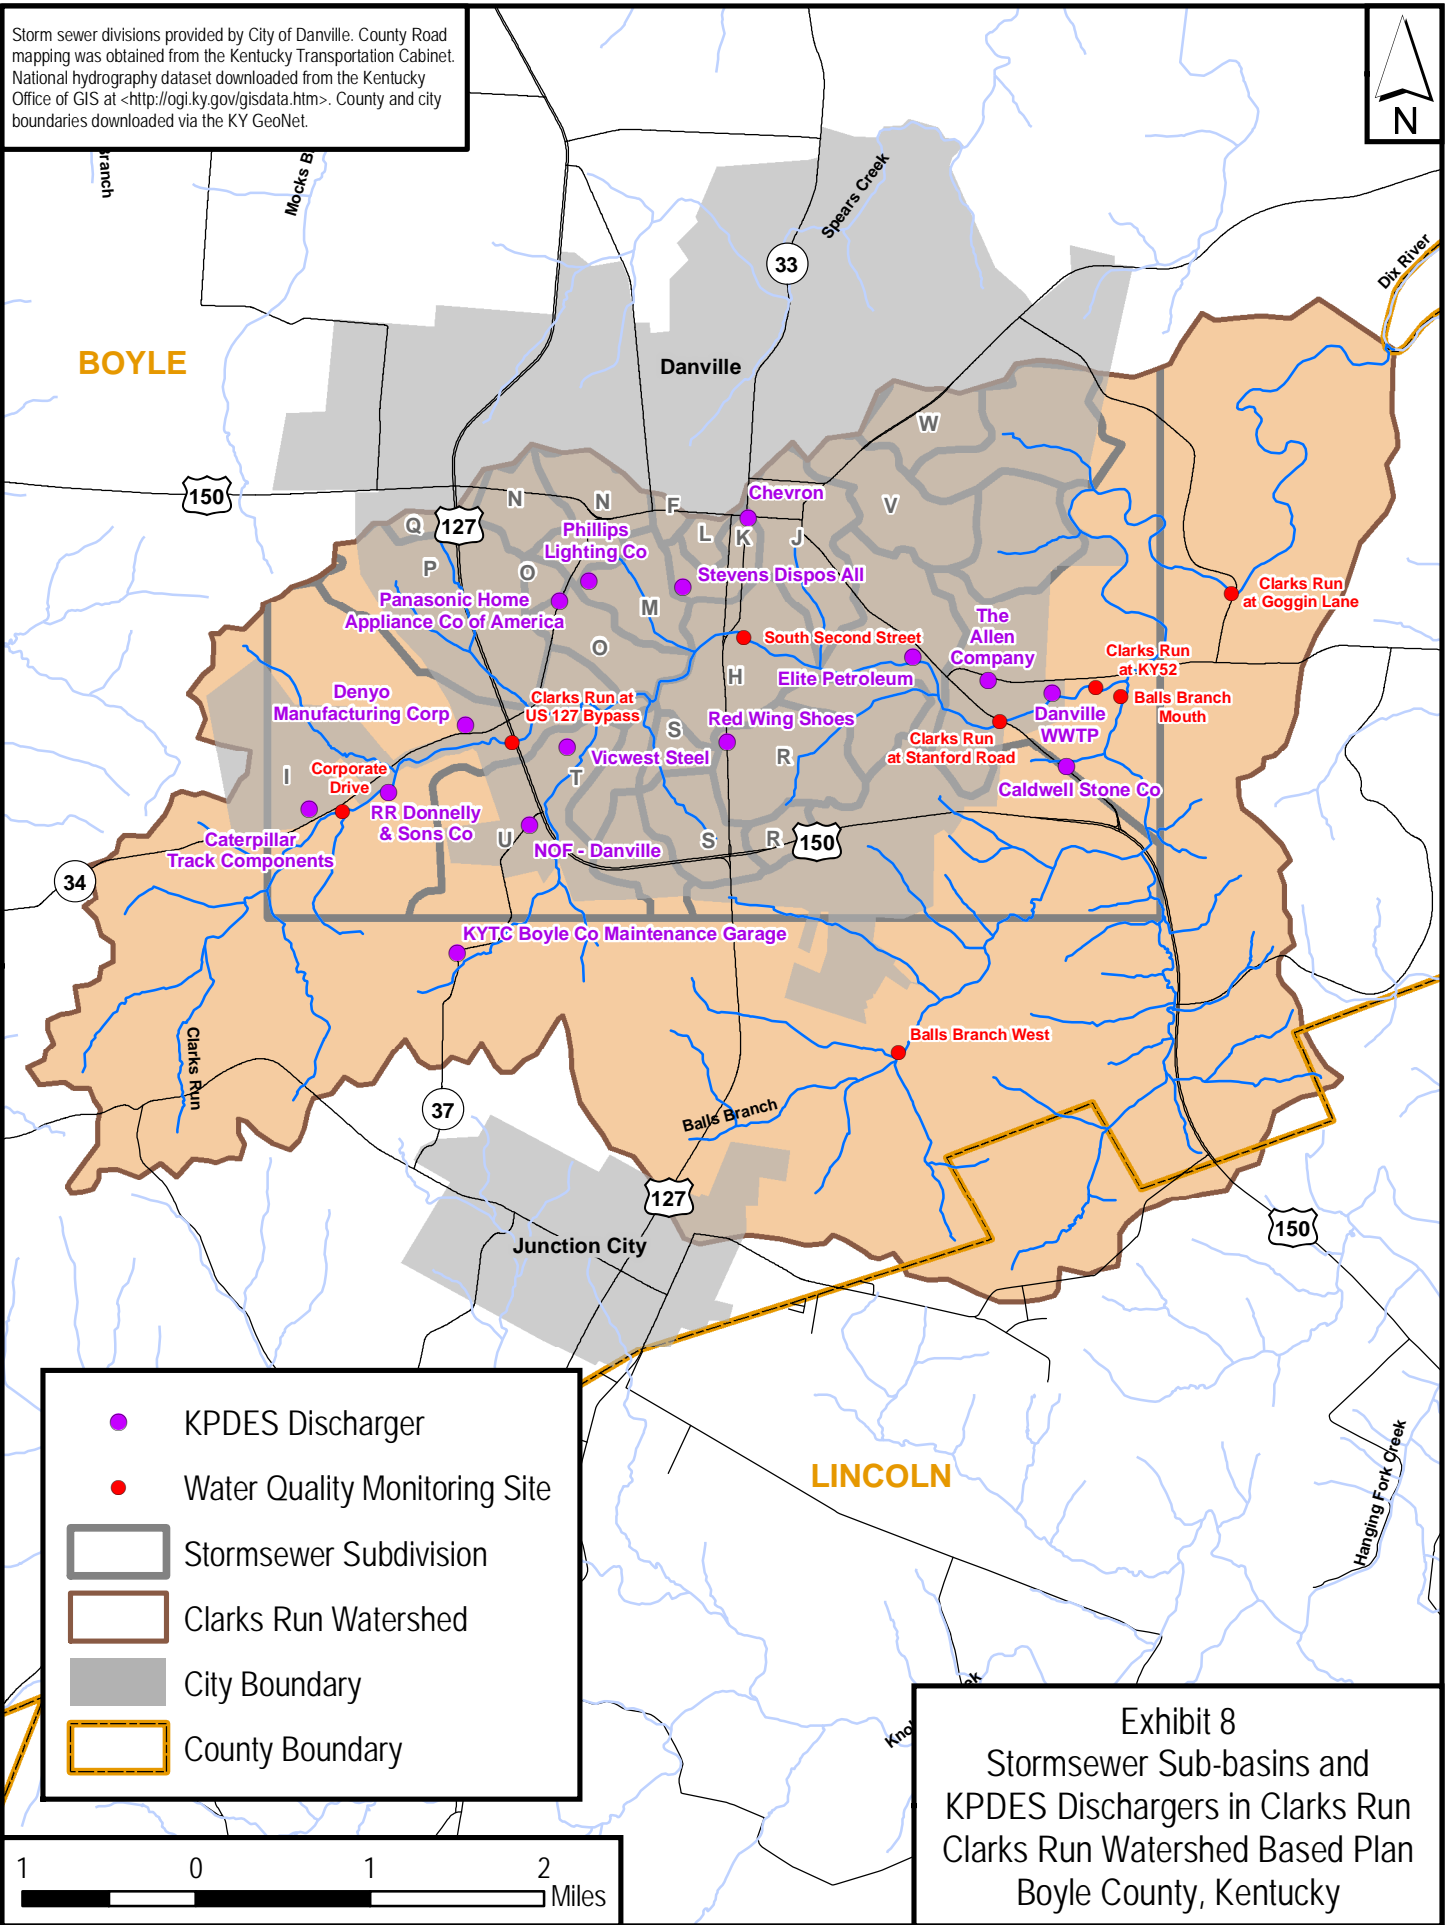 Storm sewer divisions provided by City of Danville. County Road
mapping was obtained from the Kentucky Transportation Cabinet.
National hydrography dataset downloaded from the Kentucky
Office of GIS at <http://ogi.ky.gov/gisdata.htm>. County and city
boundaries downloaded via the KY GeoNet.
N
Branch
Mocks B
Spears Creek
33
Dix River
BOYLE
Danville
W
150
Chevron
N
N
F
V
Q
127
L
K
J
Phillips
Lighting Co
P
O
Stevens Dispos All
Clarks Run
at Goggin Lane
Panasonic Home
Appliance Co of America
M
The
Allen
Company
South Second Street
O
Clarks Run
at KY52
H
Elite Petroleum
Denyo
Manufacturing Corp
Clarks Run at
US 127 Bypass
Balls Branch
Mouth
Danville
WWTP
Red Wing Shoes
S
Clarks Run
at Stanford Road
Vicwest Steel
R
I
Corporate
Drive
T
Caldwell Stone Co
RR Donnelly
& Sons Co
Caterpillar
Track Components
U
NOF - Danville
S
R
150
34
KYTC Boyle Co Maintenance Garage
Balls Branch West
Clarks Run
37
Balls Branch
127
150
Junction City
LINCOLN
Hanging Fork Creek
Kno
ek
KPDES Discharger
Water Quality Monitoring Site
Stormsewer Subdivision
Clarks Run Watershed
City Boundary
County Boundary
1 0 1 2
Miles
Exhibit 8
Stormsewer Sub-basins and
KPDES Dischargers in Clarks Run
Clarks Run Watershed Based Plan
Boyle County, Kentucky